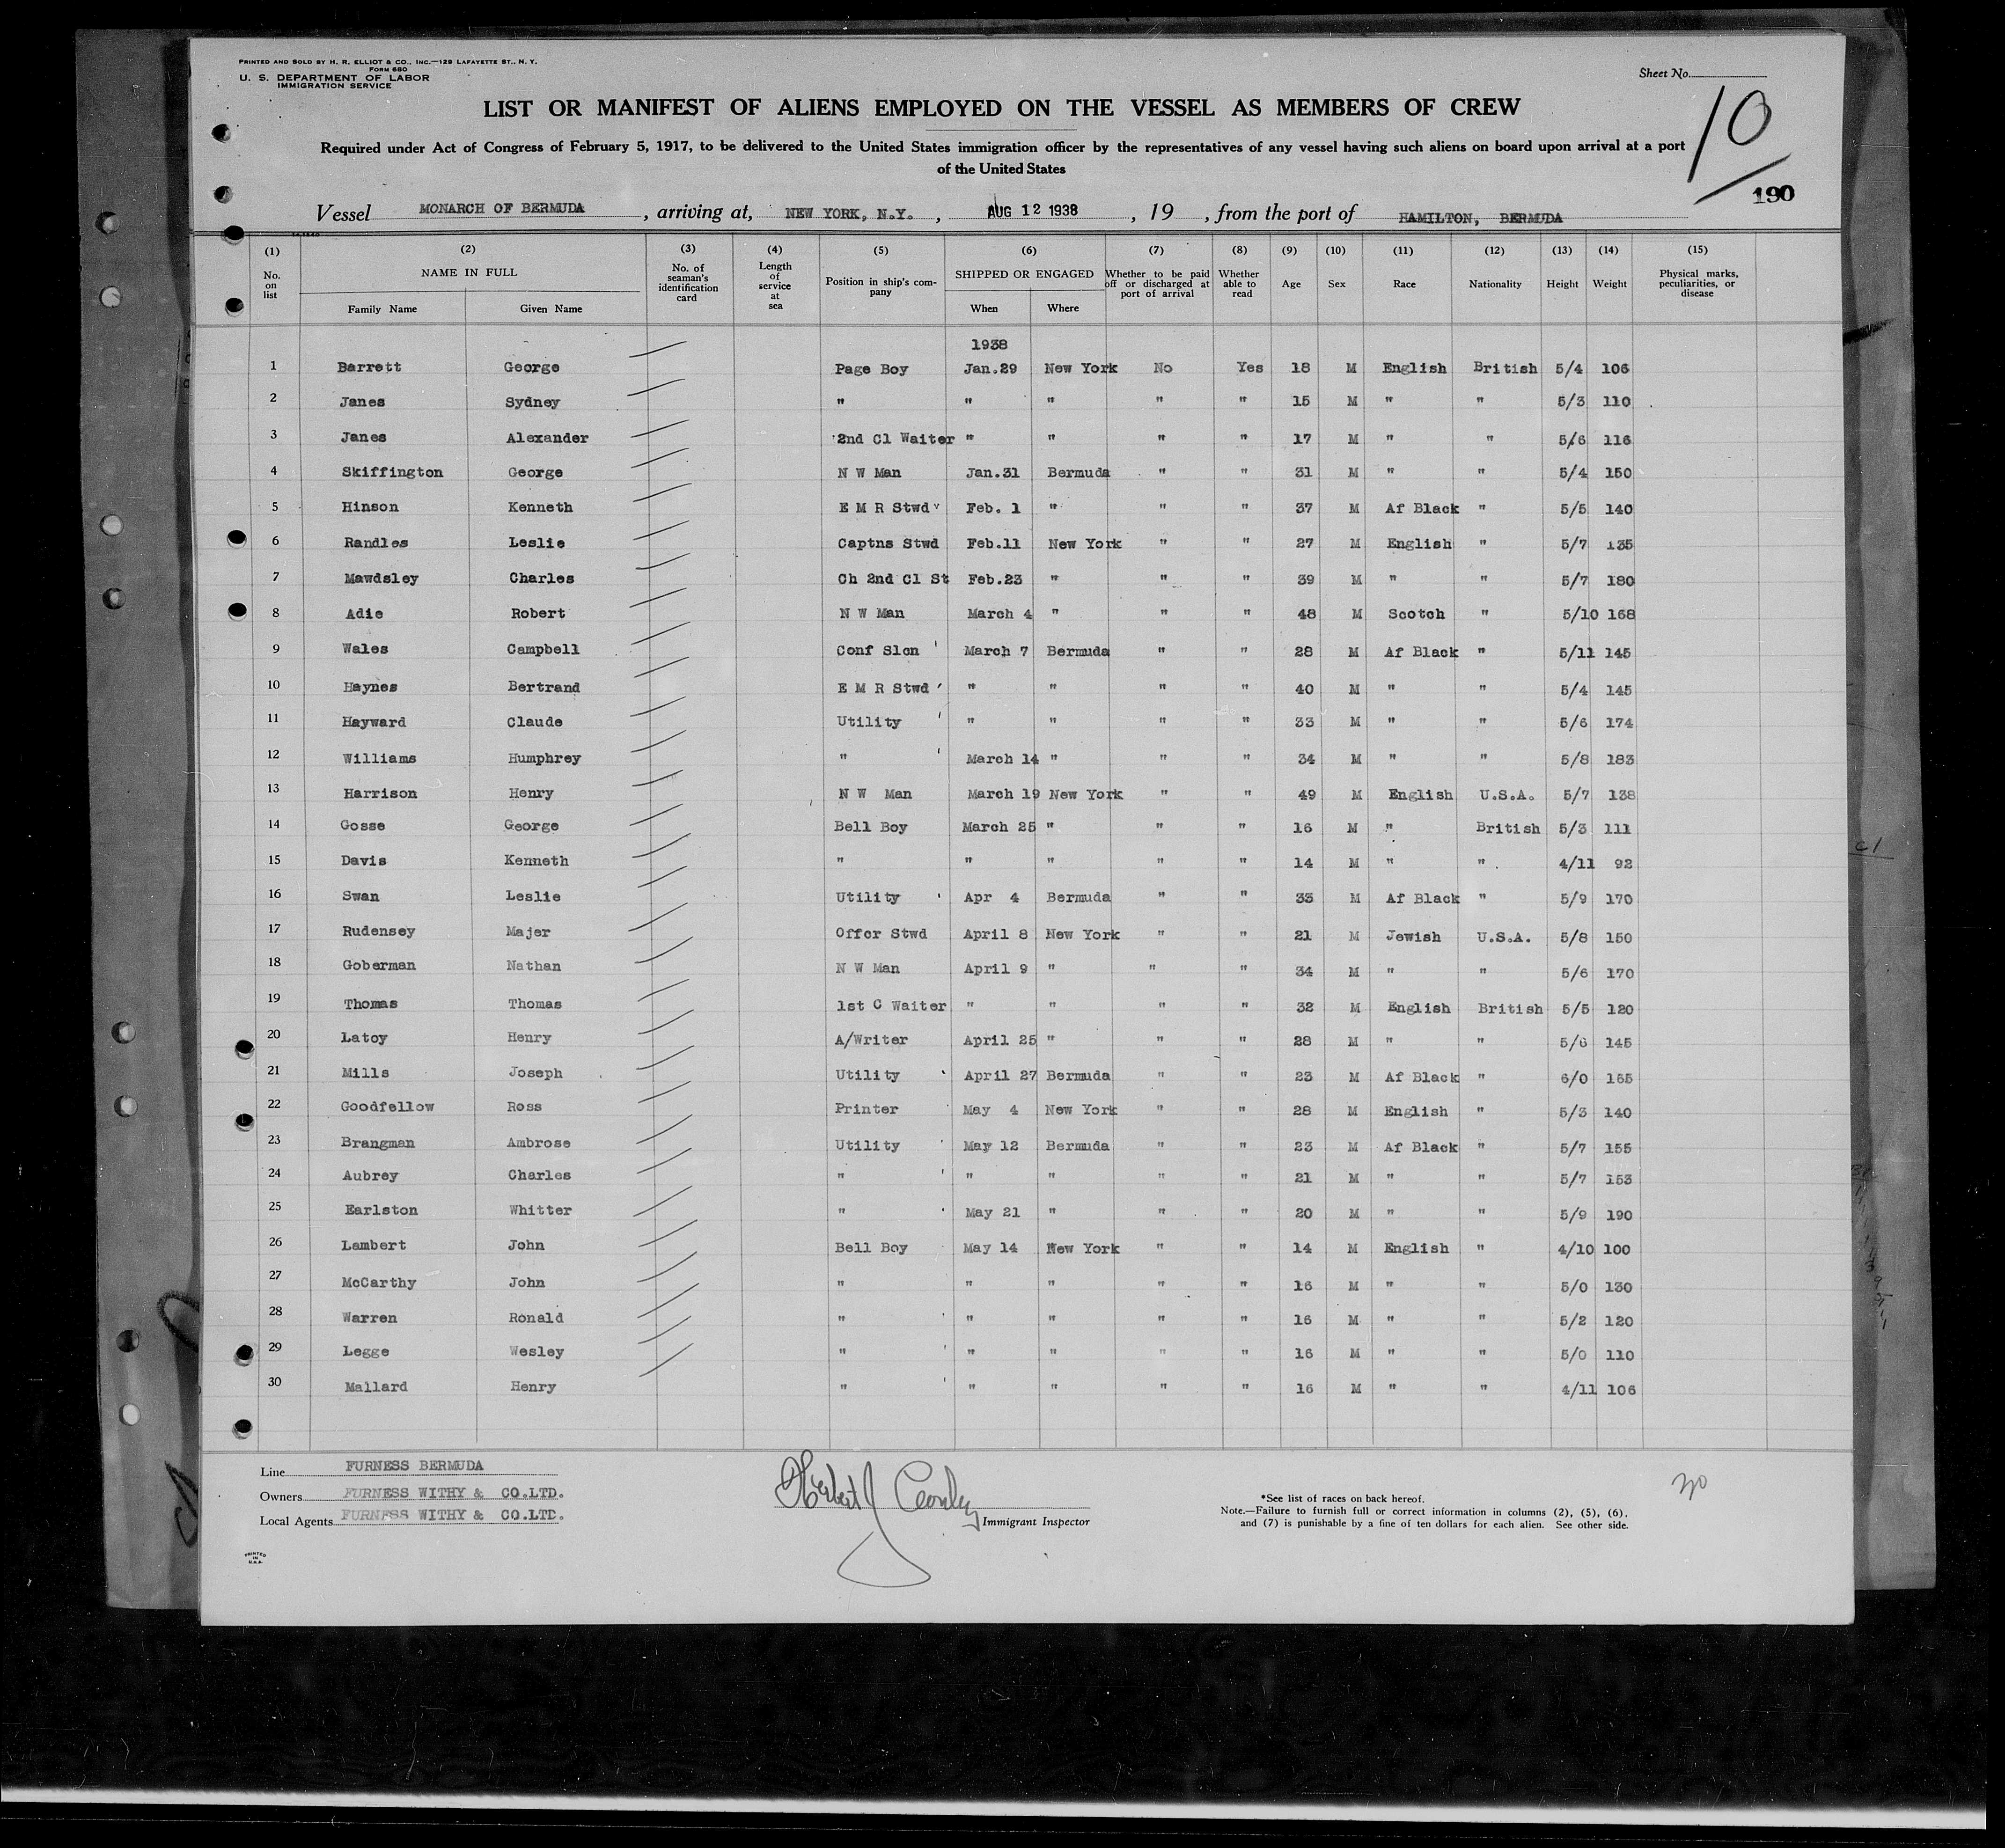 PRINTED AND SOLD BY H. R. ELLIOT & CO., INC.—129 LAFAYETTE ST., N. Y.
FORM 680
U. S. DEPARTMENT OF LABOR
IMMIGRATION SERVICE
Sheet No.
10
LIST OR MANIFEST OF ALIENS EMPLOYED ON THE VESSEL AS MEMBERS OF CREW
Required under Act of Congress of February 5, 1917, to be delivered to the United States immigration officer by the representatives of any vessel having such aliens on board upon arrival at a port
of the United States
190
Vessel MONARCH OF BERMUDA, arriving at, NEW YORK, N.Y., AUG 12 1938, 19, from the port of HAMILTON, BERMUDA
(1) (2) (3) (4) (5) (6) (7) (8) (9) (10) (11) (12) (13) (14) (15)
No. on list NAME IN FULL Family Name Given Name No. of seaman's identification card Length of service at sea Position in ship's company SHIPPED OR ENGAGED When Where Whether to be paid off or discharged at port of arrival Whether able to read Age Sex Race Nationality Height Weight Physical marks, peculiarities, or disease
1938
1 Barrett George Page Boy Jan.29 New York No Yes 18 M English British 5/4 106
2 Janes Sydney " " " " " 15 M " " 5/3 110
3 Janes Alexander 2nd Cl Waiter " " " " 17 M " " 5/6 116
4 Skiffington George N W Man Jan.31 Bermuda " " 31 M " " 5/4 150
5 Hinson Kenneth E M R Stwd Feb. 1 " " " 37 M Af Black " 5/5 140
6 Randles Leslie Captns Stwd Feb.11 New York " " 27 M English " 5/7 135
7 Mawdsley Charles Ch 2nd Cl St Feb.23 " " " 39 M " " 5/7 180
8 Adie Robert N W Man March 4 " " " 48 M Scotch " 5/10 168
9 Wales Campbell Conf Slcn March 7 Bermuda " " 28 M Af Black " 5/11 145
10 Haynes Bertrand E M R Stwd " " " " 40 M " " 5/4 145
11 Hayward Claude Utility " " " " 33 M " " 5/6 174
12 Williams Humphrey " March 14 " " " 34 M " " 5/8 183
13 Harrison Henry N W Man March 19 New York " " 49 M English U.S.A. 5/7 138
14 Gosse George Bell Boy March 25 " " " 16 M " British 5/3 111
15 Davis Kenneth " " " " " 14 M " " 4/11 92
16 Swan Leslie Utility Apr 4 Bermuda " " 33 M Af Black " 5/9 170
17 Rudensey Majer Offcr Stwd April 8 New York " " 21 M Jewish U.S.A. 5/8 150
18 Goberman Nathan N W Man April 9 " " " 34 M " " 5/6 170
19 Thomas Thomas 1st C Waiter " " " " 32 M English British 5/5 120
20 Latoy Henry A/Writer April 25 " " " 28 M " " 5/6 145
21 Mills Joseph Utility April 27 Bermuda " " 23 M Af Black " 6/0 165
22 Goodfellow Ross Printer May 4 New York " " 28 M English " 5/3 140
23 Brangman Ambrose Utility May 12 Bermuda " " 23 M Af Black " 5/7 155
24 Aubrey Charles " " " " " 21 M " " 5/7 153
25 Earlston Whitter " May 21 " " " 20 M " " 5/9 190
26 Lambert John Bell Boy May 14 New York " " 14 M English " 4/10 100
27 McCarthy John " " " " " 16 M " " 5/0 130
28 Warren Ronald " " " " " 16 M " " 5/2 120
29 Legge Wesley " " " " " 16 M " " 5/0 110
30 Mallard Henry " " " " " 16 M " " 4/11 106
Line FURNESS BERMUDA
Owners FURNESS WITHY & CO.LTD.
Local Agents FURNESS WITHY & CO.LTD.
Herbert J
Immigrant Inspector
*See list of races on back hereof.
Note.—Failure to furnish full or correct information in columns (2), (5), (6),
and (7) is punishable by a fine of ten dollars for each alien. See other side.
30
PRINTED
IN
U.S.A.